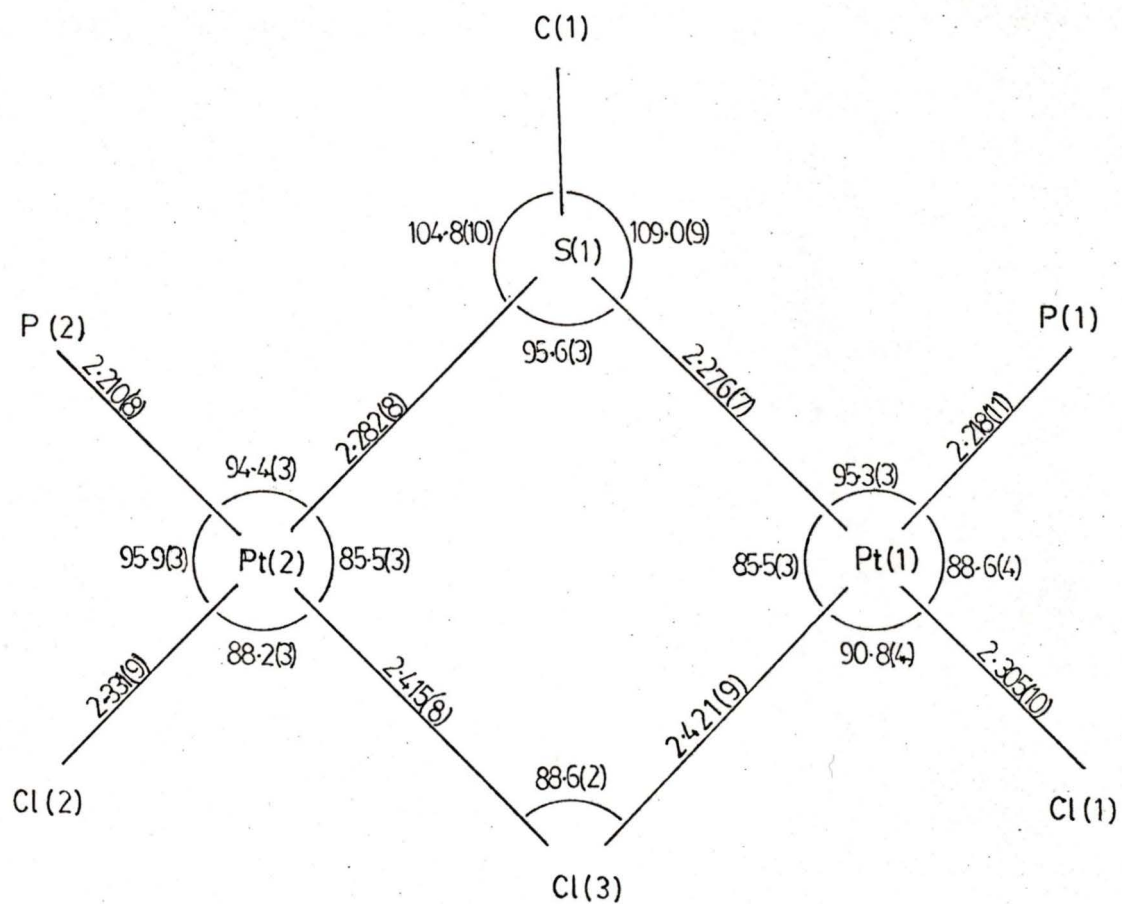 C(1)
104·8(10)
109·0(9)
S(1)
95·6(3)
P(2)
P(1)
2·210(8)
2·282(8)
2·276(7)
2·218(11)
94·4(3)
95·3(3)
95·9(3)
Pt(2)
85·5(3)
85·5(3)
Pt(1)
88·6(4)
88·2(3)
90·8(4)
2·331(9)
2·415(8)
2·421(9)
2·305(10)
88·6(2)
Cl(2)
Cl(1)
Cl(3)